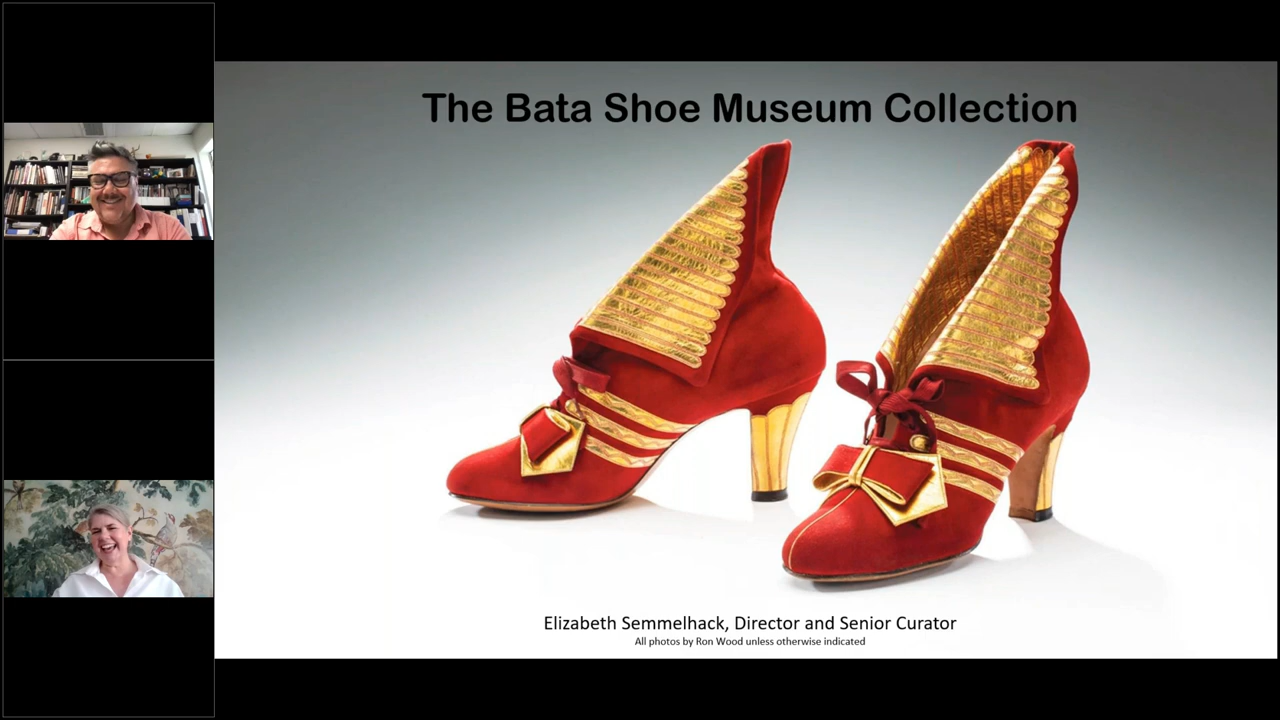 The Bata Shoe Museum Collection
Elizabeth Semmelhack, Director and Senior Curator
All photos by Ron Wood unless otherwise indicated